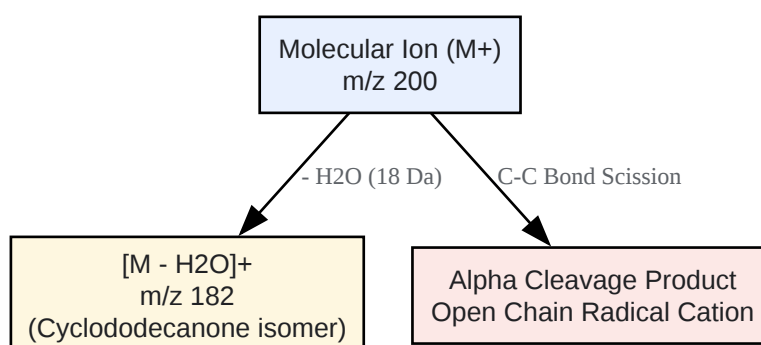 Molecular Ion (M+)
m/z 200
- H2O (18 Da)
C-C Bond Scission
[M - H2O]+
m/z 182
(Cyclododecanone isomer)
Alpha Cleavage Product
Open Chain Radical Cation